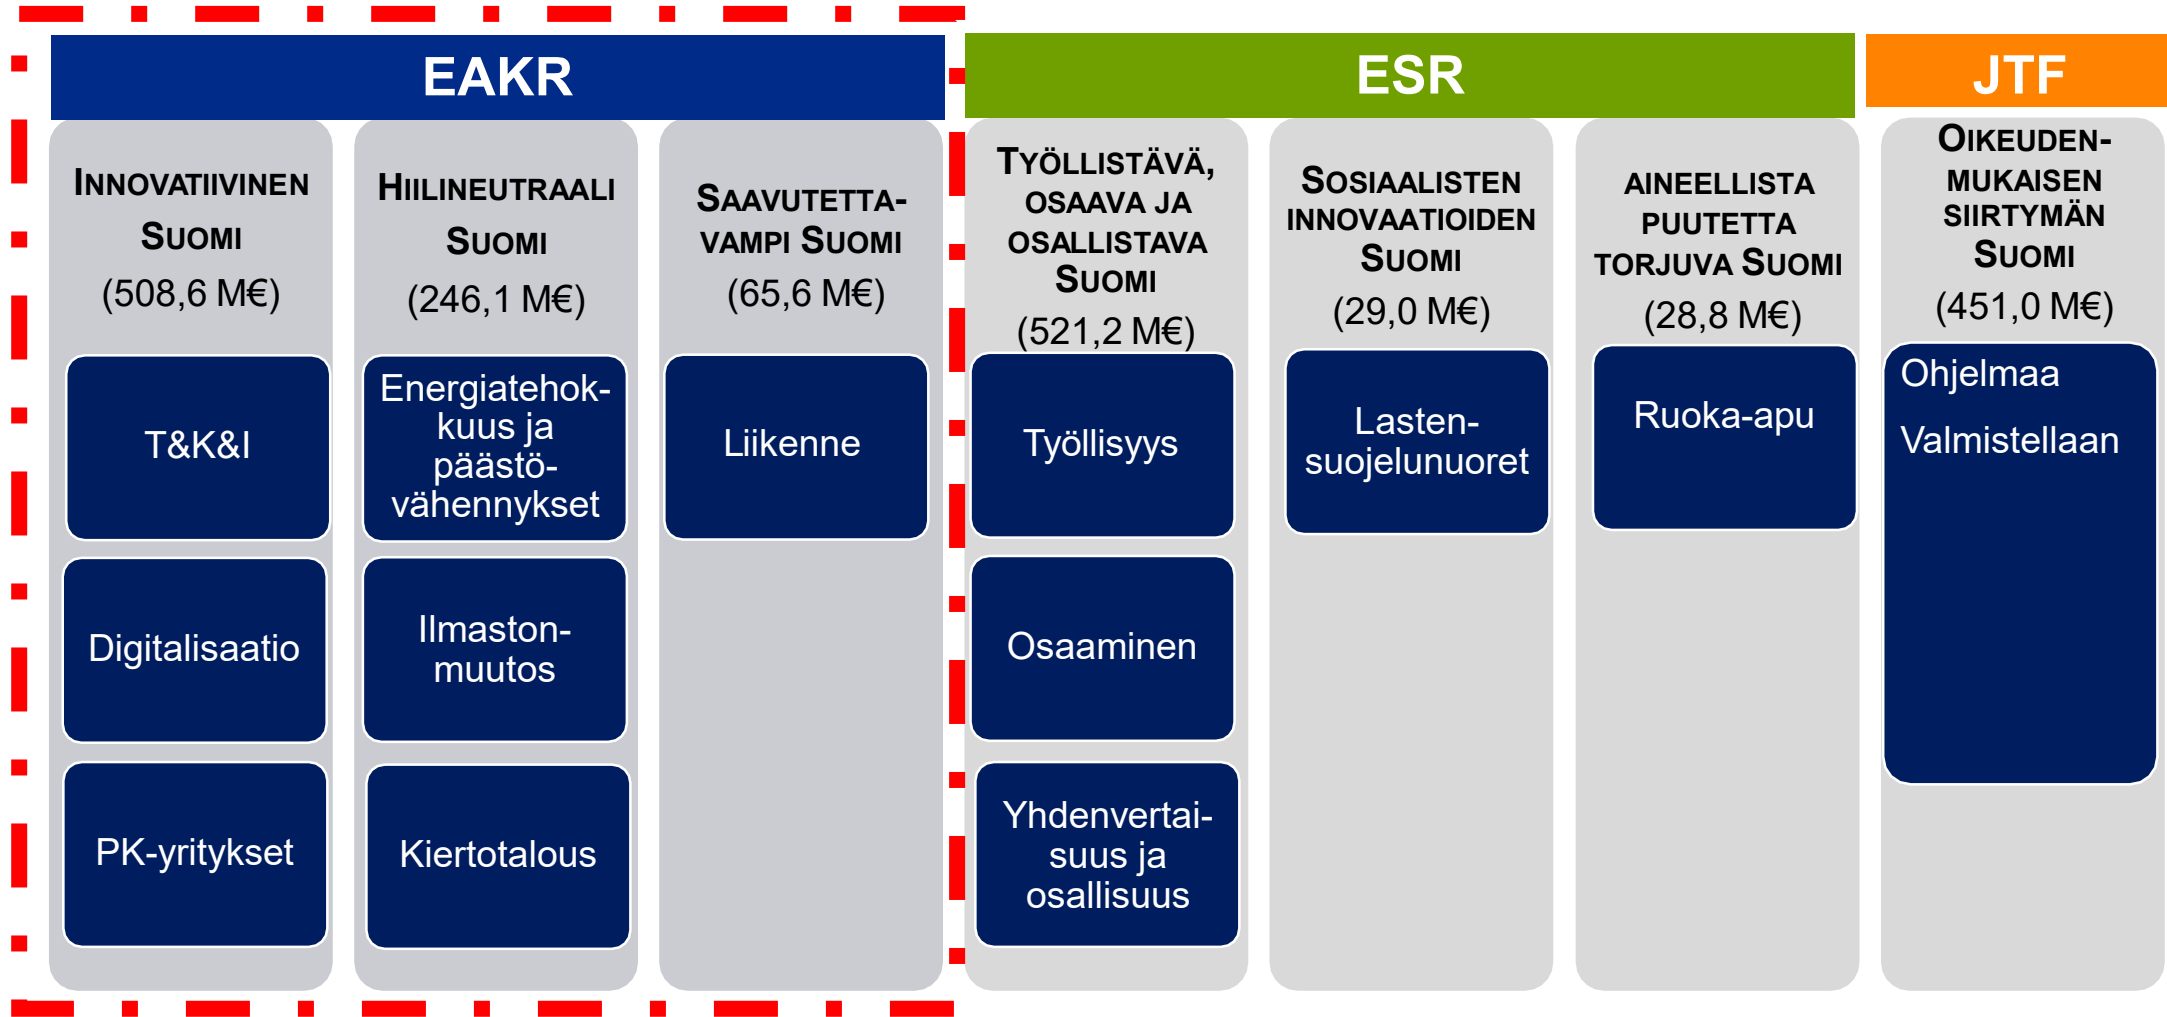 EAKR
INNOVATIIVINEN
SUOMI
(508,6 M€)
T&K&I
Digitalisaatio
PK-yritykset
HIILINEUTRAALI
SUOMI
(246,1 M€)
Energiatehok-
kuus ja
päästö-
vähennykset
Ilmaston-
muutos
Kiertotalous
SAAVUTETTA-
VAMPI SUOMI
(65,6 M€)
Liikenne
ESR
TYÖLLISTÄVÄ,
OSAAVA JA
OSALLISTAVA
SUOMI
(521,2 M€)
Työllisyys
Osaaminen
Yhdenvertai-
suus ja
osallisuus
SOSIAALISTEN
INNOVAATIOIDEN
SUOMI
(29,0 M€)
Lasten-
suojelunuoret
AINEELLISTA
PUUTETTA
TORJUVA SUOMI
(28,8 M€)
Ruoka-apu
JTF
OIKEUDEN-
MUKAISEN
SIIRTYMÄN
SUOMI
(451,0 M€)
Ohjelmaa
Valmistellaan